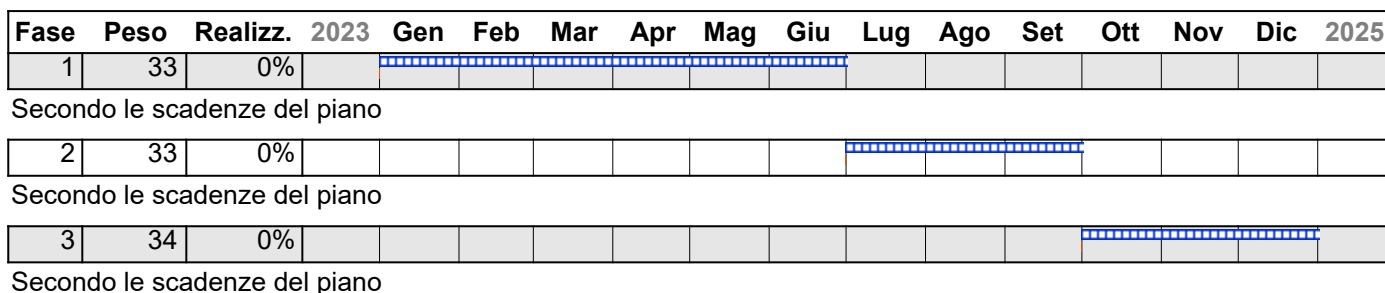 Fase Peso Realizz. 2023 Gen Feb Mar Apr Mag Giu Lug Ago Set Ott Nov Dic 2025
1 33 0%
Secondo le scadenze del piano
2 33 0%
Secondo le scadenze del piano
3 34 0%
Secondo le scadenze del piano